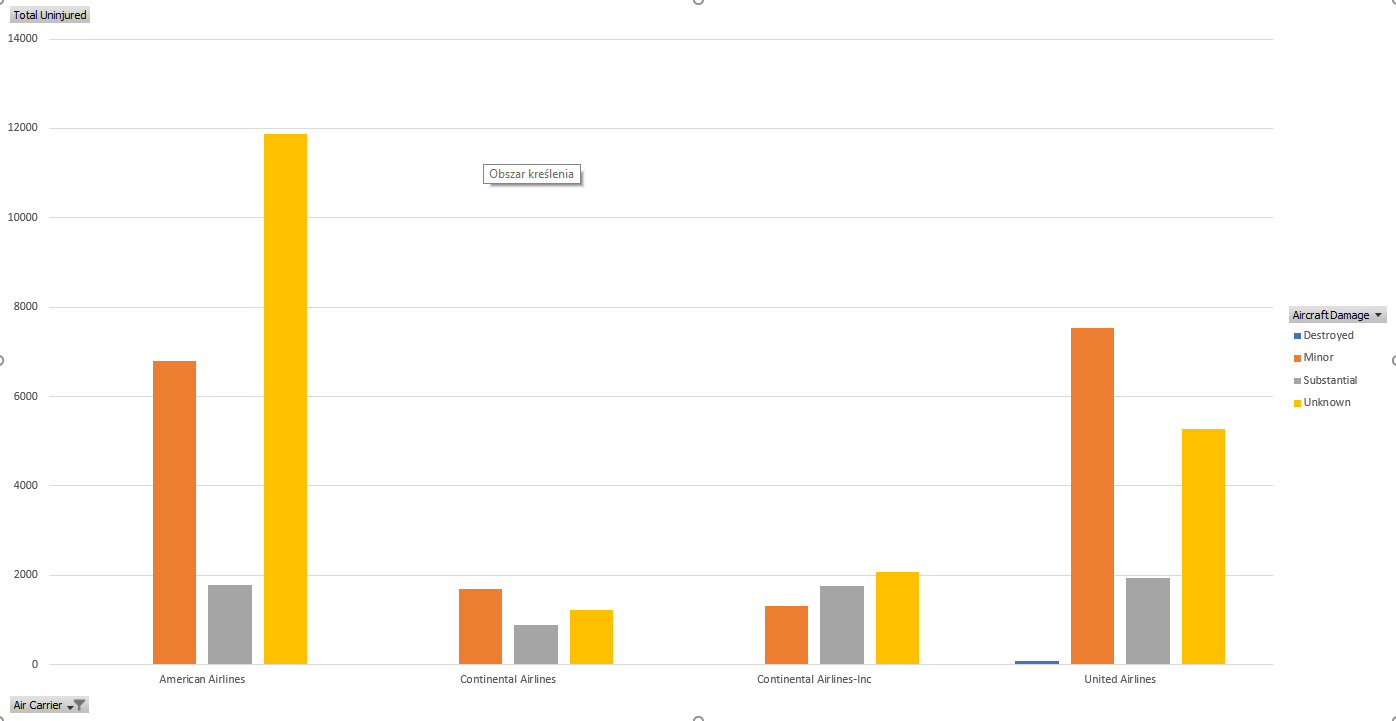 Total Uninjured
14000
12000
10000
8000
6000
4000
2000
0
Obszar kreślenia
American Airlines
Continental Airlines
Continental Airlines-Inc
United Airlines
Aircraft Damage
Destroyed
Minor
Substantial
Unknown
Air Carrier